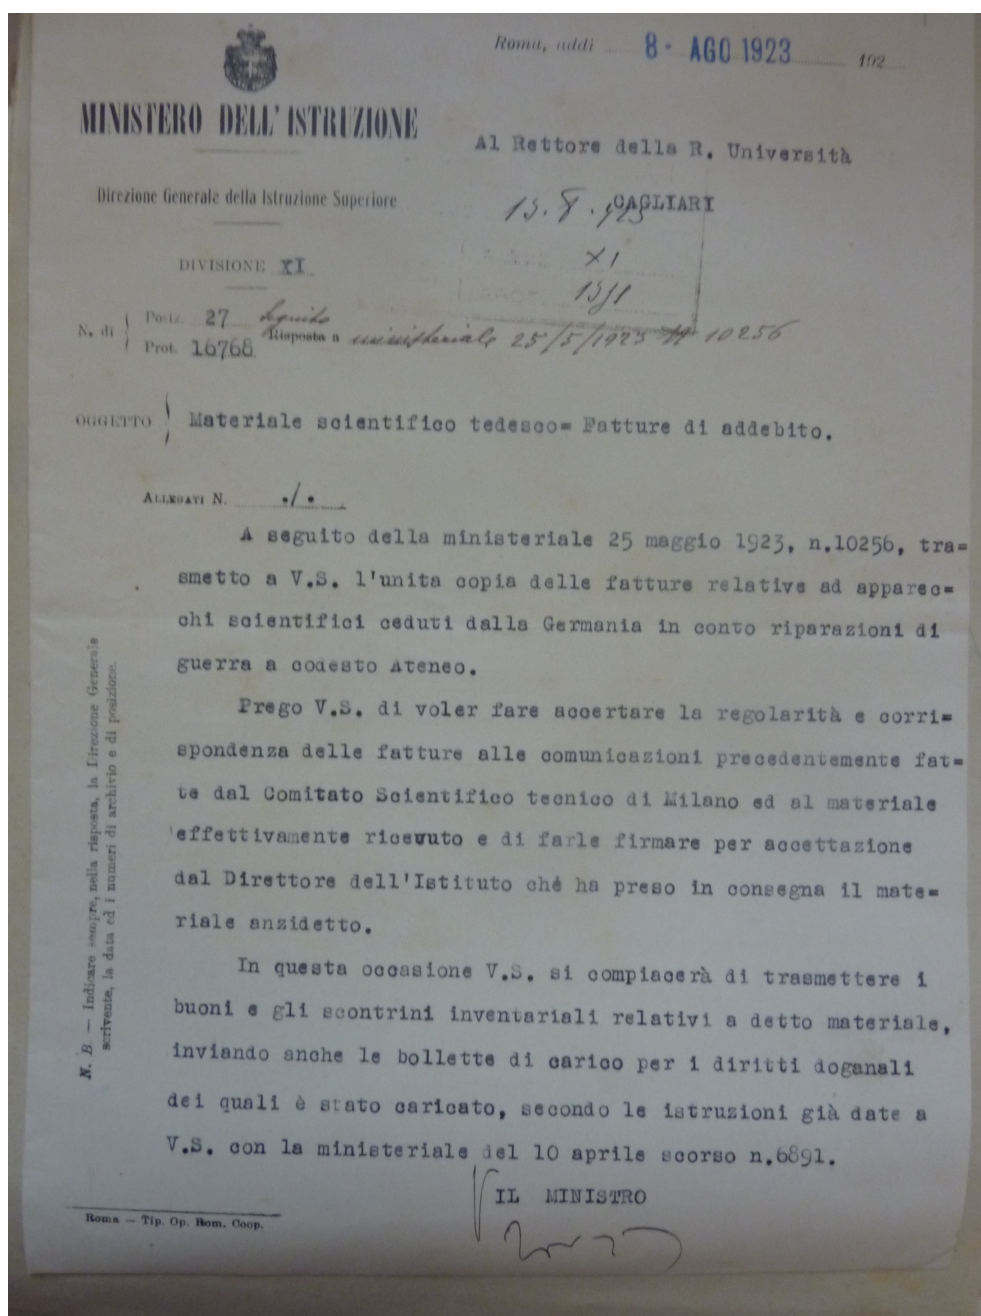 Roma, addì 8 - AGO 1923 192
MINISTERO DELL'ISTRUZIONE
Al Rettore della R. Università
Direzione Generale della Istruzione Superiore
CAGLIARI
13.8.923
DIVISIONE XI
XI
N. di
Posiz. 27 Seguito
Prot. 16768. Risposta a ministeriale 25/5/1923 N 10256
OGGETTO Materiale scientifico tedesco= Fatture di addebito.
ALLEGATI N. ./.
A seguito della ministeriale 25 maggio 1923, n.10256, tra=
smetto a V.S. l'unita copia delle fatture relative ad apparec=
chi scientifici ceduti dalla Germania in conto riparazioni di
guerra a codesto Ateneo.
Prego V.S. di voler fare accertare la regolarità e corri=
spondenza delle fatture alle comunicazioni precedentemente fat=
te dal Comitato Scientifico tecnico di Milano ed al materiale
effettivamente ricevuto e di farle firmare per accettazione
dal Direttore dell'Istituto ché ha preso in consegna il mate=
riale anzidetto.
In questa occasione V.S. si compiacerà di trasmettere i
buoni e gli scontrini inventariali relativi a detto materiale,
inviando anche le bollette di carico per i diritti doganali
dei quali è stato caricato, secondo le istruzioni già date a
V.S. con la ministeriale del 10 aprile scorso n.6891.
IL MINISTRO
N. B. — Indicare sempre, nella risposta, la Direzione Generale
scrivente, la data ed i numeri di archivio e di posizione.
Roma — Tip. Op. Rom. Coop.